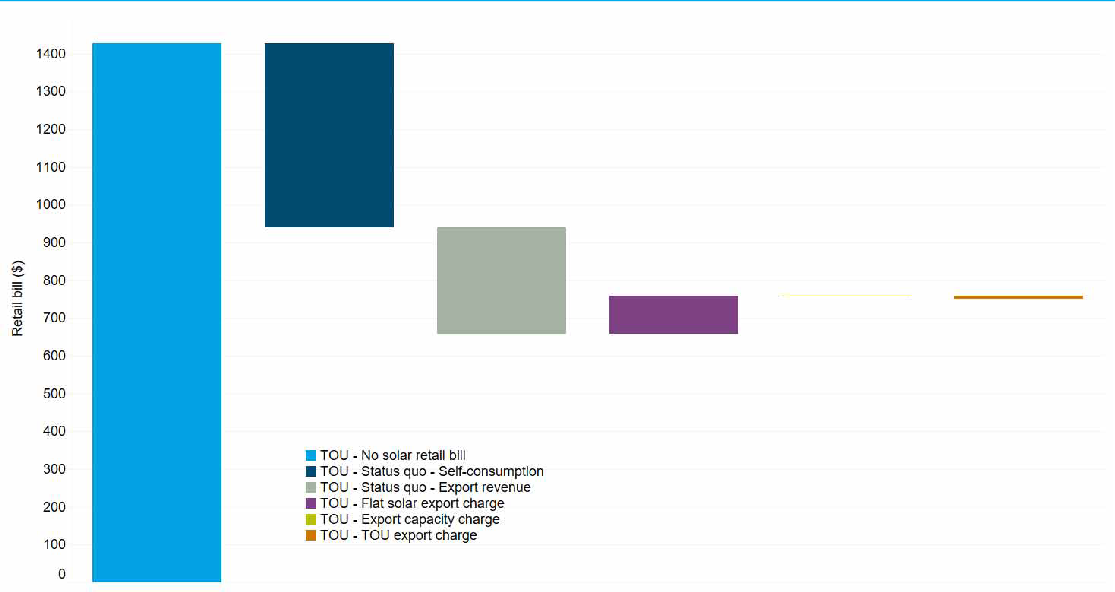 1400
1300
1200
1100
1000
900
800
700
600
500
400
300
200
100
0
Retail bill ($)
TOU - No solar retail bill
TOU - Status quo - Self-consumption
TOU - Status quo - Export revenue
TOU - Flat solar export charge
TOU - Export capacity charge
TOU - TOU export charge